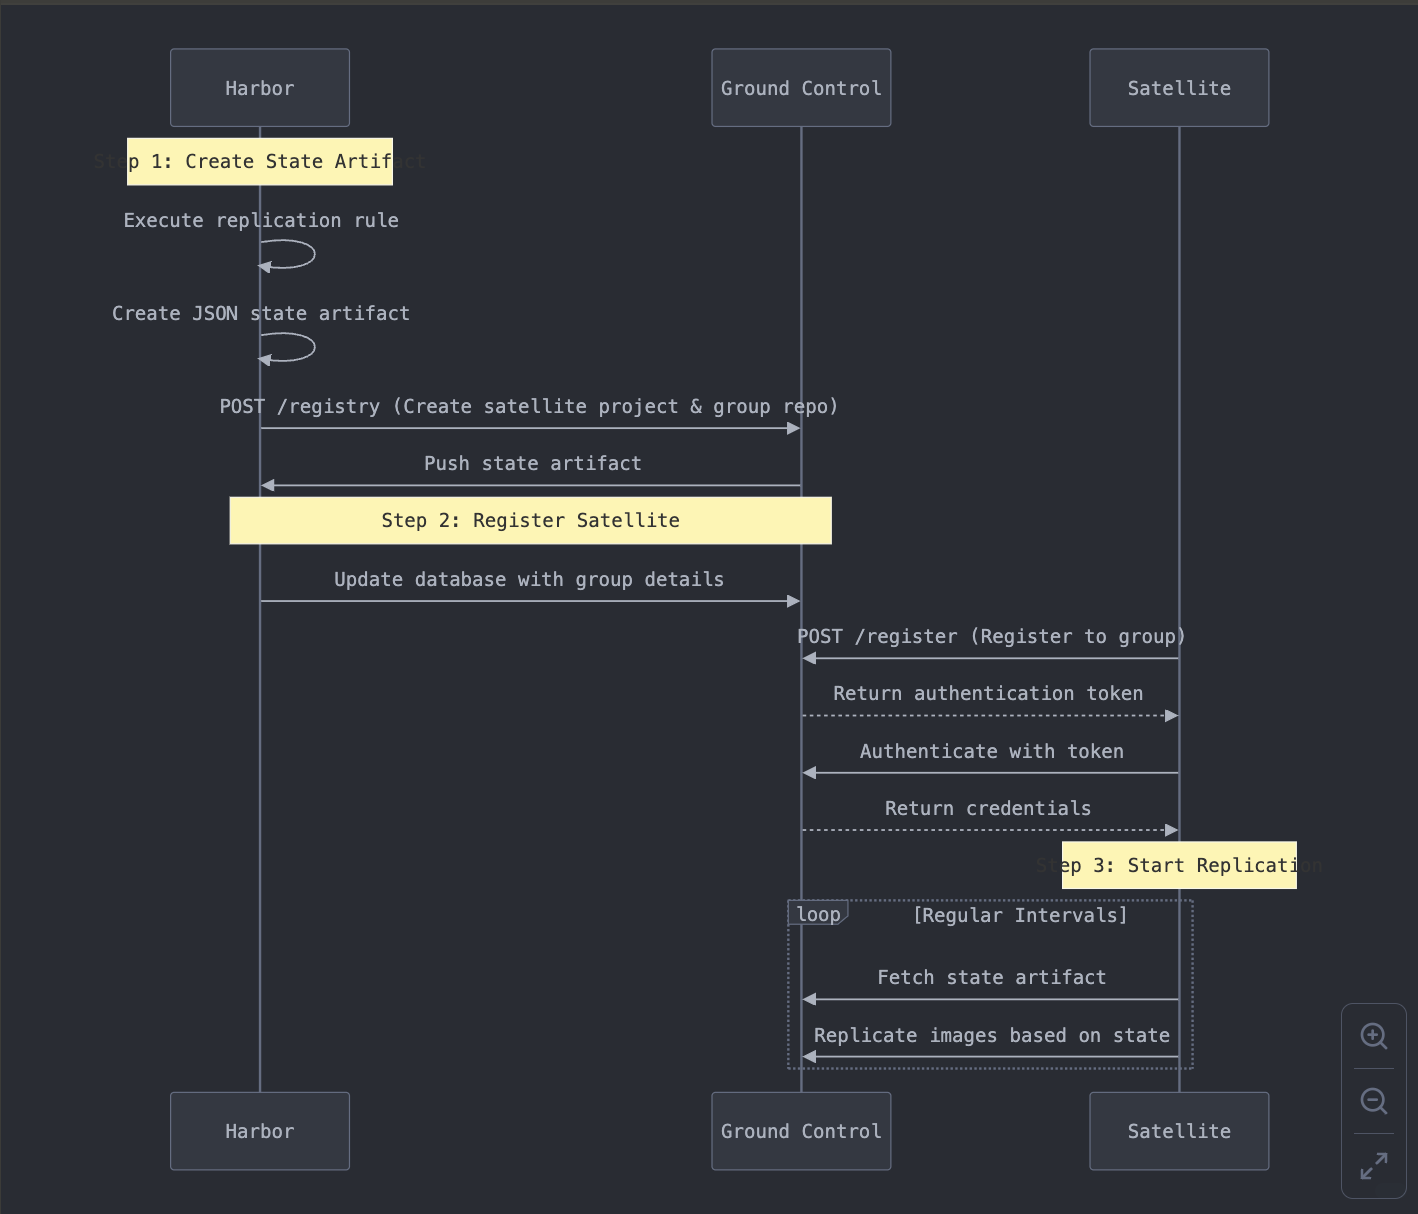 Harbor
Ground Control
Satellite
Step 1: Create State Artifact
Execute replication rule
Create JSON state artifact
POST /registry (Create satellite project & group repo)
Push state artifact
Step 2: Register Satellite
Update database with group details
POST /register (Register to group)
Return authentication token
Authenticate with token
Return credentials
Step 3: Start Replication
loop
[Regular Intervals]
Fetch state artifact
Replicate images based on state
Harbor
Ground Control
Satellite